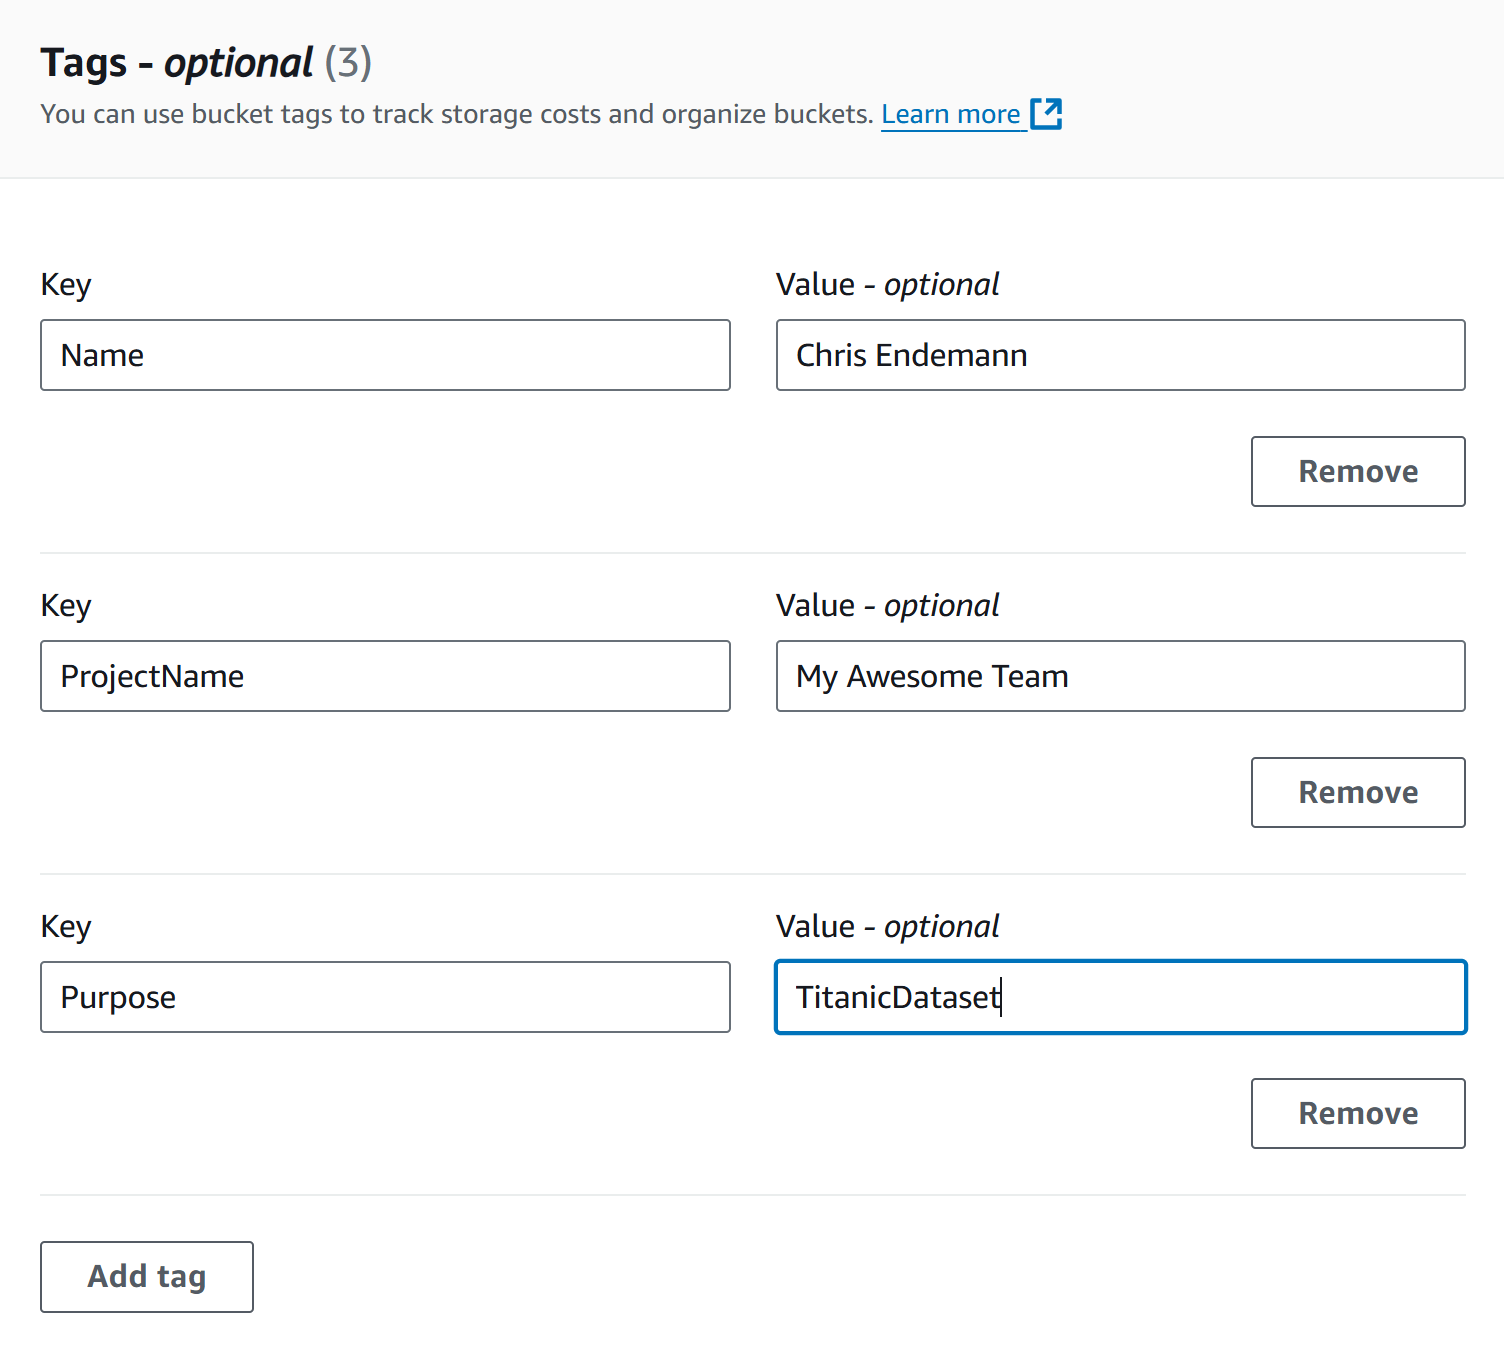 Tags - optional (3)
You can use bucket tags to track storage costs and organize buckets. Learn more
Key
Value - optional
Name
Chris Endemann
Remove
Key
Value - optional
ProjectName
My Awesome Team
Remove
Key
Value - optional
Purpose
TitanicDataset
Remove
Add tag